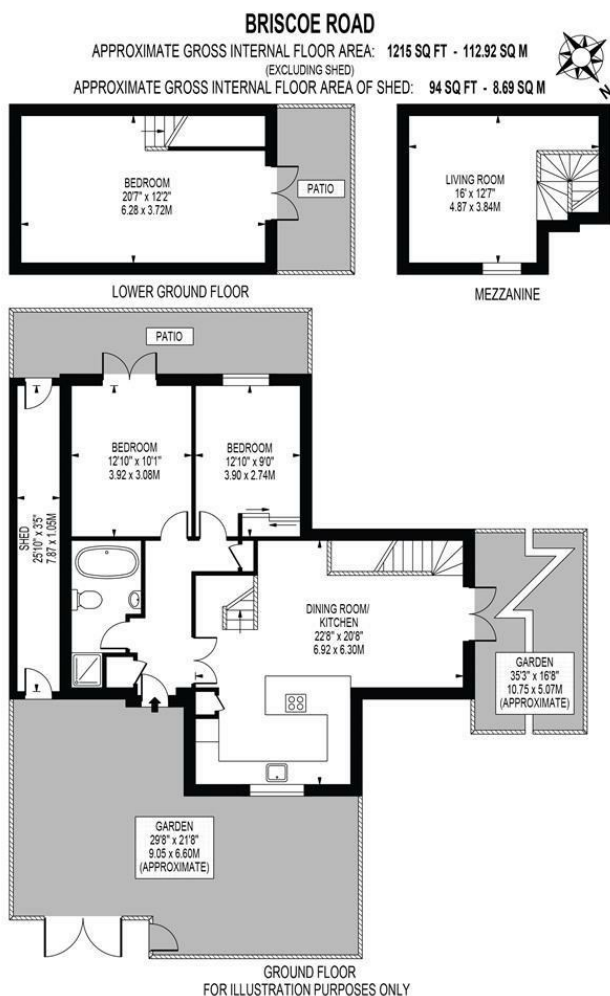 BRISCOE ROAD
APPROXIMATE GROSS INTERNAL FLOOR AREA: 1215 SQ FT - 112.92 SQ M
(EXCLUDING SHED)
APPROXIMATE GROSS INTERNAL FLOOR AREA OF SHED: 94 SQ FT - 8.69 SQ M
N
BEDROOM
20'7" x 12'2"
6.28 x 3.72M
PATIO
LOWER GROUND FLOOR
LIVING ROOM
16' x 12'7"
4.87 x 3.84M
MEZZANINE
PATIO
BEDROOM
12'10" x 10'1"
3.92 x 3.08M
BEDROOM
12'10" x 9'0"
3.90 x 2.74M
SHED
25'10" x 3'5"
7.87 x 1.05M
DINING ROOM/
KITCHEN
22'8" x 20'8"
6.92 x 6.30M
GARDEN
35'3" x 16'8"
10.75 x 5.07M
(APPROXIMATE)
GARDEN
29'8" x 21'8"
9.05 x 6.60M
(APPROXIMATE)
GROUND FLOOR
FOR ILLUSTRATION PURPOSES ONLY